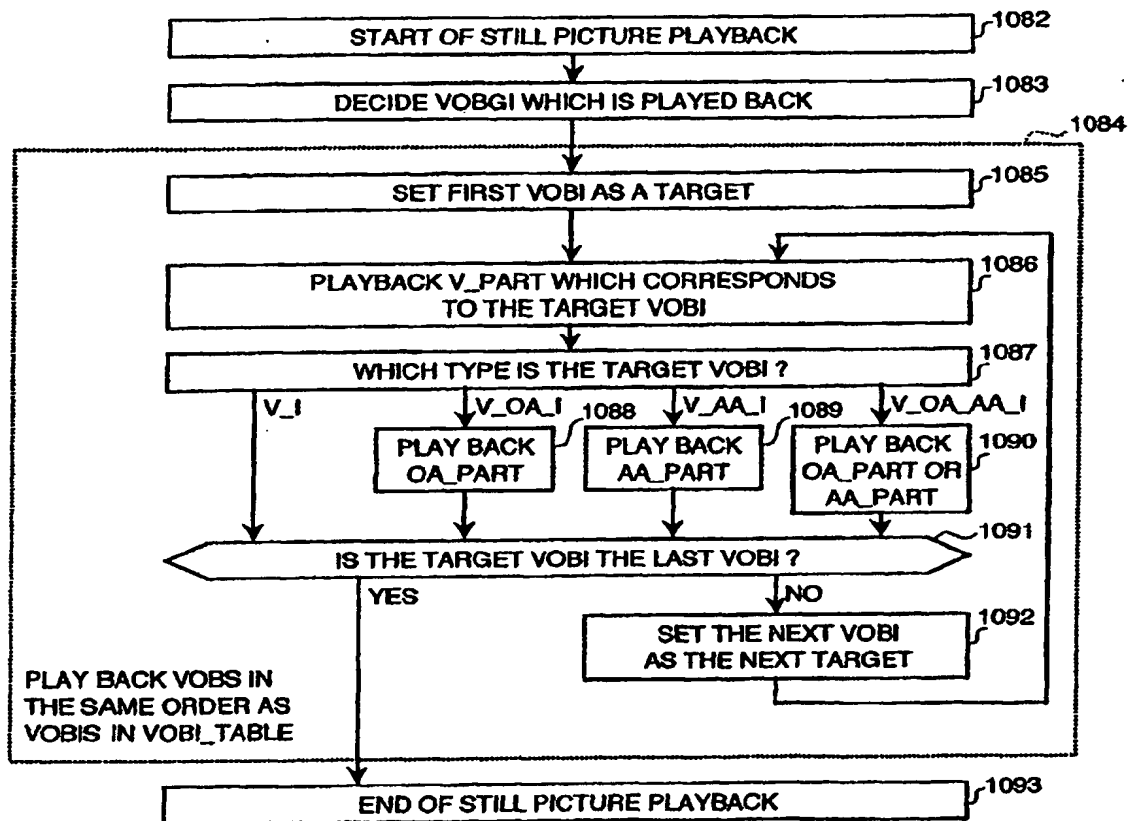 1082
START OF STILL PICTURE PLAYBACK
1083
DECIDE VOBGI WHICH IS PLAYED BACK
1084
1085
SET FIRST VOBI AS A TARGET
1086
PLAYBACK V_PART WHICH CORRESPONDS
TO THE TARGET VOBI
1087
WHICH TYPE IS THE TARGET VOBI ?
V_I
V_OA_I
1088
V_AA_I
1089
V_OA_AA_I
PLAY BACK
OA_PART
PLAY BACK
AA_PART
1090
PLAY BACK
OA_PART OR
AA_PART
1091
IS THE TARGET VOBI THE LAST VOBI ?
YES
NO
1092
SET THE NEXT VOBI
AS THE NEXT TARGET
PLAY BACK VOBS IN
THE SAME ORDER AS
VOBIS IN VOBI_TABLE
1093
END OF STILL PICTURE PLAYBACK